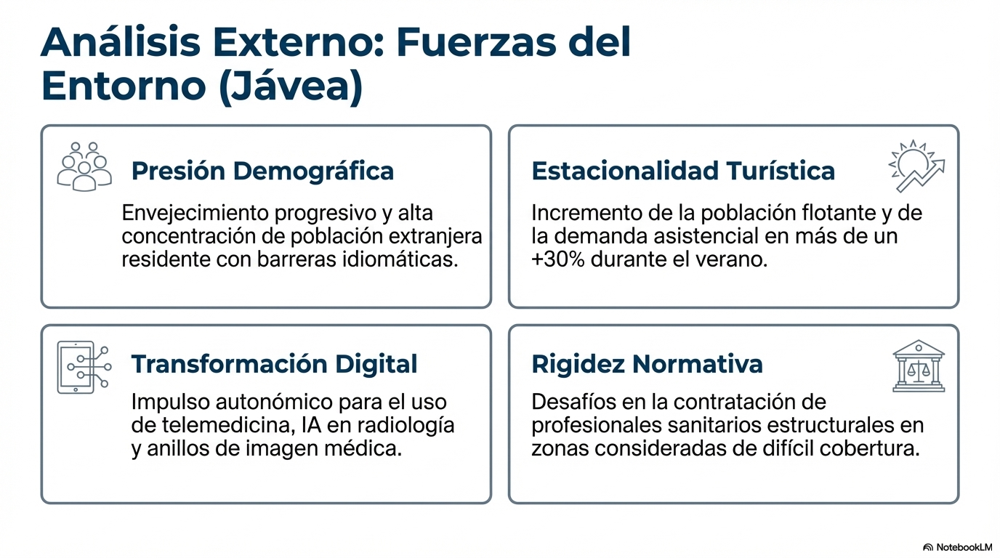 Análisis Externo: Fuerzas del
Entorno (Jávea)
Presión Demográfica
Envejecimiento progresivo y alta
concentración de población extranjera
residente con barreras idiomáticas.
Estacionalidad Turística
Incremento de la población flotante y de
la demanda asistencial en más de un
+30% durante el verano.
Transformación Digital
Impulso autonómico para el uso
de telemedicina, IA en radiología
y anillos de imagen médica.
Rigidez Normativa
Desafíos en la contratación de
profesionales sanitarios estructurales en
zonas consideradas de difícil cobertura.
NotebookLM